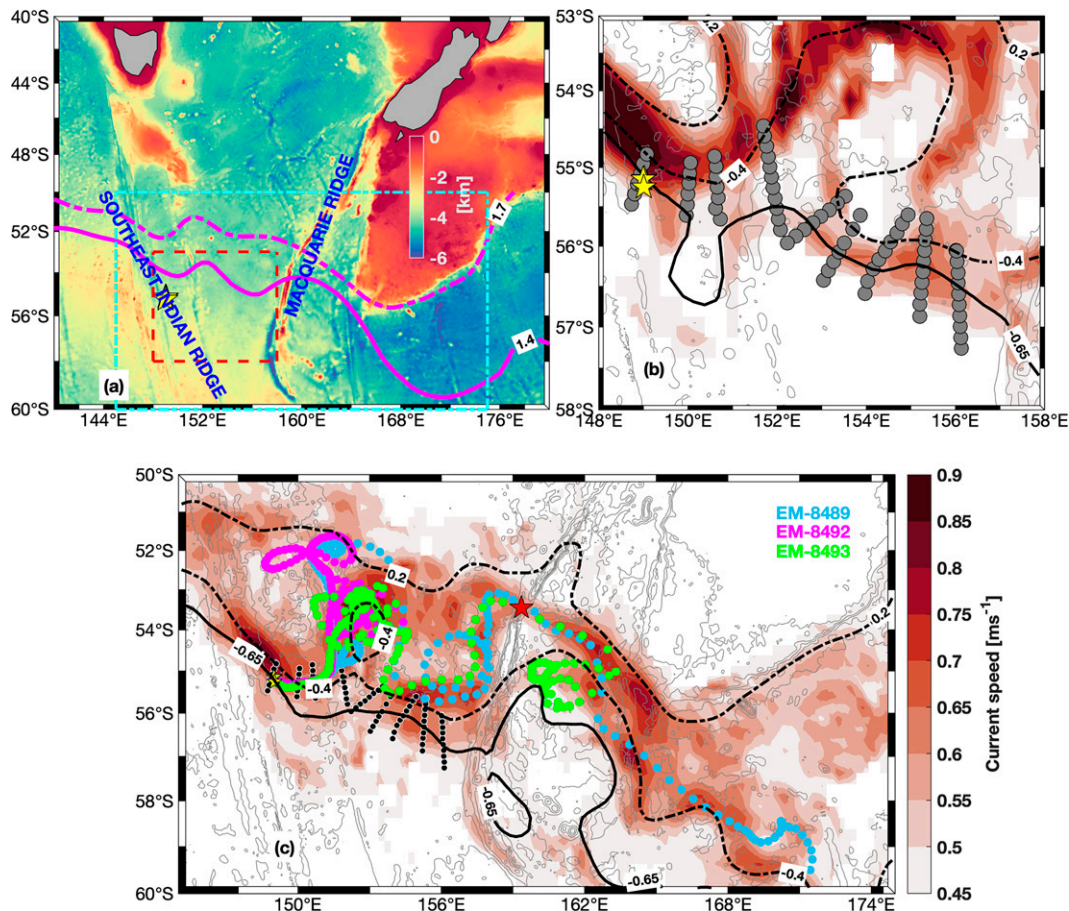 40°S
44°S
48°S
52°S
56°S
60°S
144°E
152°E
160°E
168°E
176°E
SOUTHEAST INDIAN RIDGE
MACQUARIE RIDGE
0
-2
-4
-6
[km]
1.7
1.4
(a)
53°S
54°S
55°S
56°S
57°S
58°S
148°E
150°E
152°E
154°E
156°E
158°E
0.2
0.2
-0.4
-0.4
-0.65
(b)
50°S
52°S
54°S
56°S
58°S
60°S
150°E
156°E
162°E
168°E
174°E
EM-8489
EM-8492
EM-8493
0.2
0.2
-0.4
-0.65
-0.4
-0.65
-0.4
-0.65
(c)
0.9
0.85
0.8
0.75
0.7
0.65
0.6
0.55
0.5
0.45
Current speed [ms⁻¹]